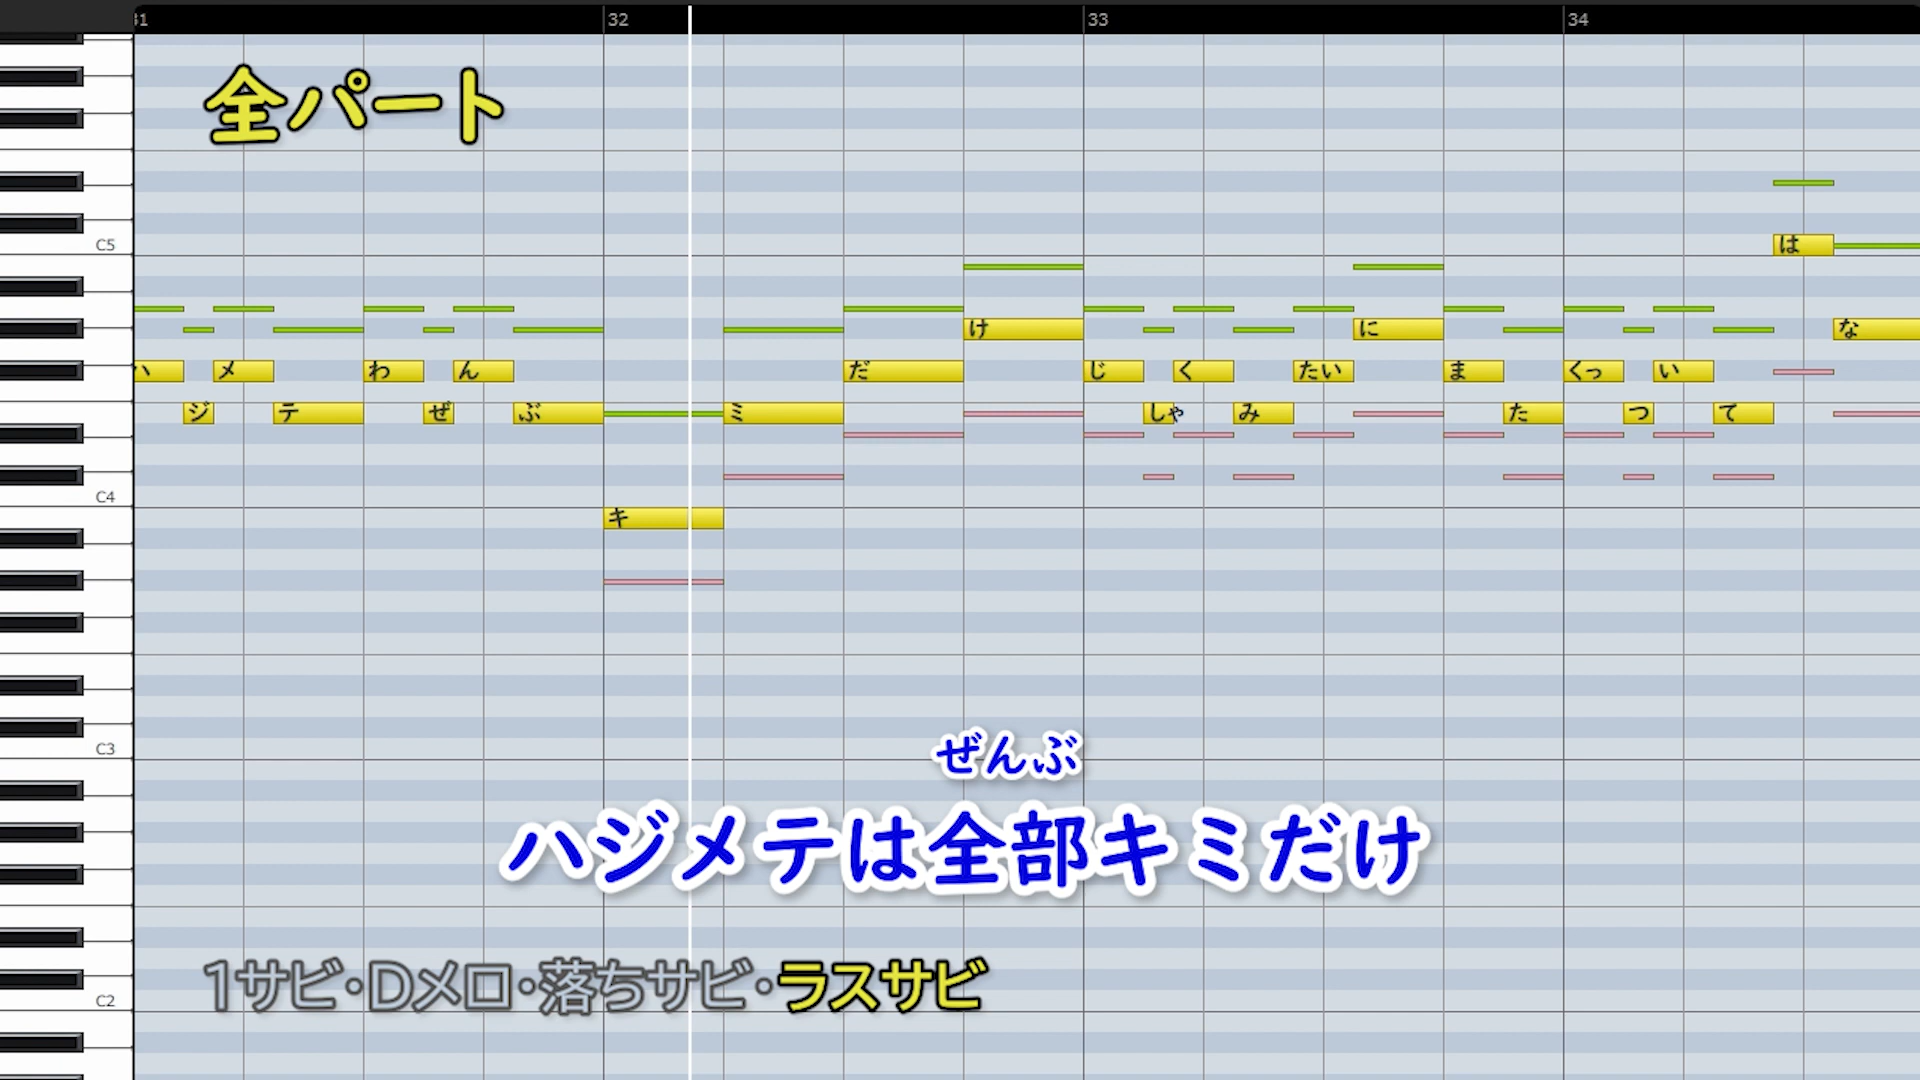 31 32 33 34
全パート
C5
は
け に な
ハ メ わ ん だ じ く たい ま くっ い
ジ テ ぜ ぶ ミ しゃ み た つ て
C4
キ
C3
ぜんぶ
ハジメテは全部キミだけ
1サビ・Dメロ・落ちサビ・ラスサビ
C2